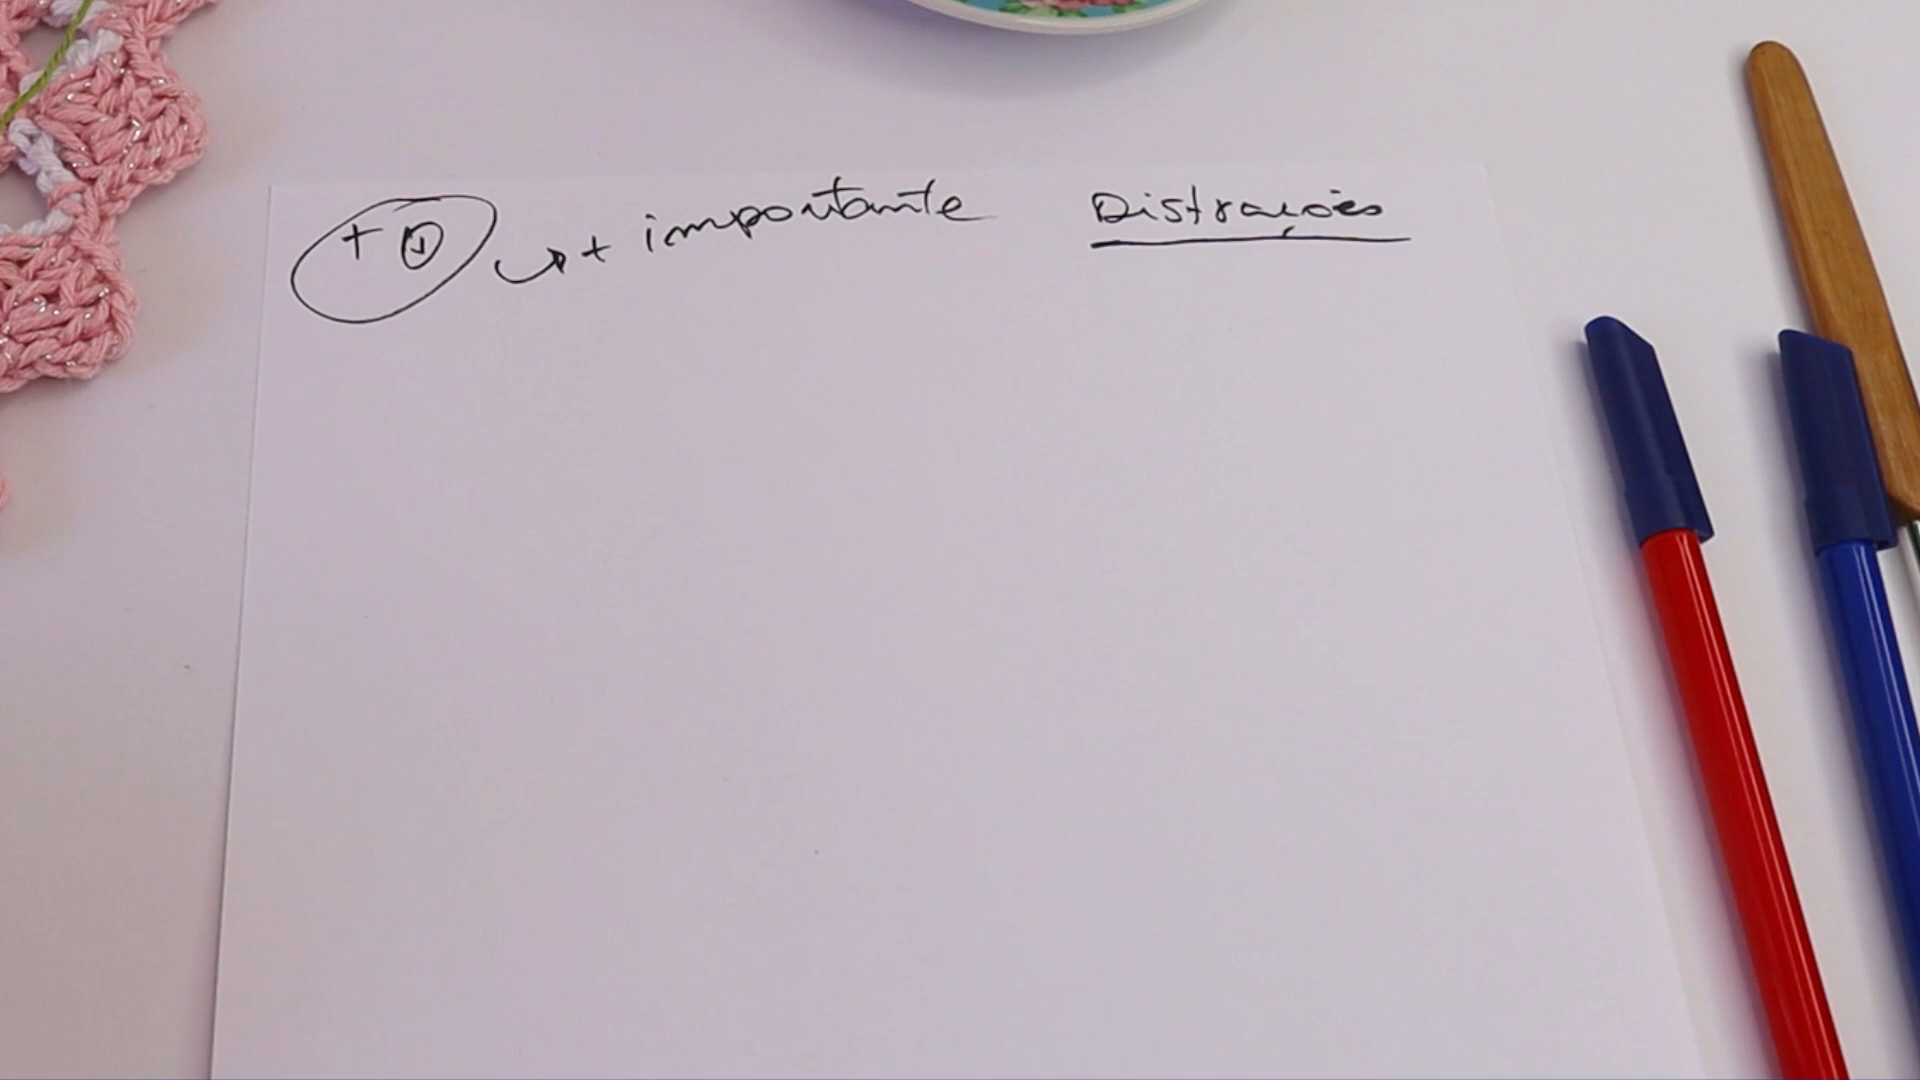 + + importante Distrações